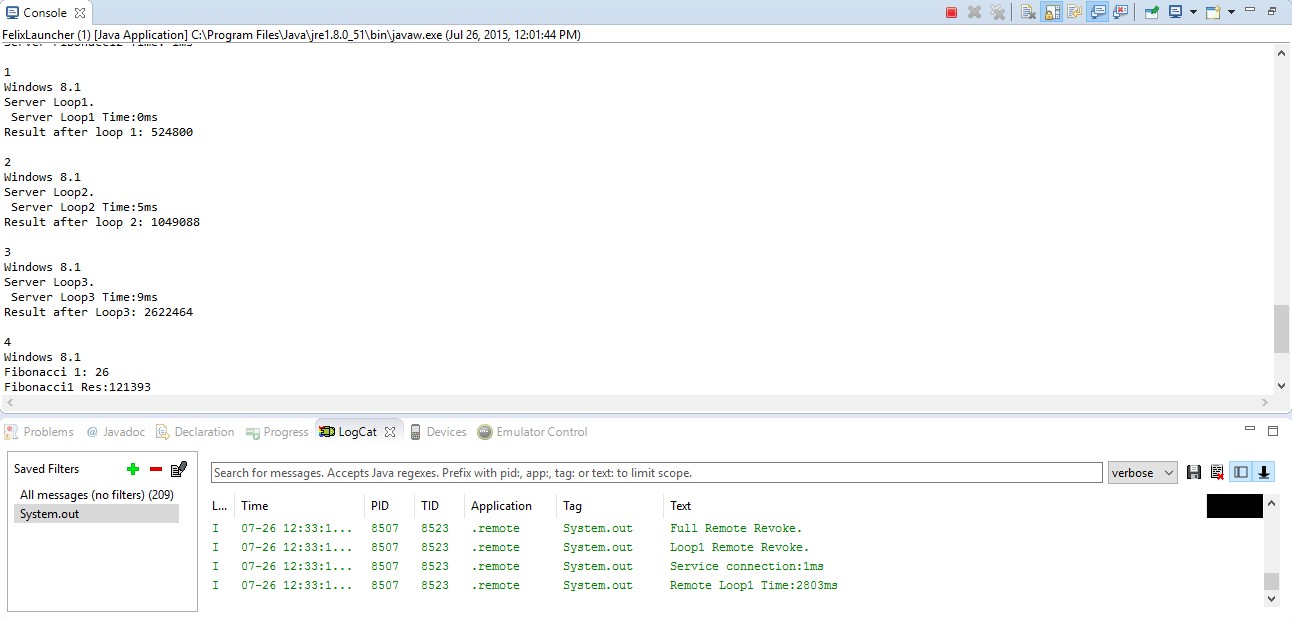 Console
FelixLauncher (1) [Java Application] C:\Program Files\Java\jre1.8.0_51\bin\javaw.exe (Jul 26, 2015, 12:01:44 PM)
Server Fibonacci2 Time: 1ms
1
Windows 8.1
Server Loop1.
Server Loop1 Time:0ms
Result after loop 1: 524800
2
Windows 8.1
Server Loop2.
Server Loop2 Time:5ms
Result after loop 2: 1049088
3
Windows 8.1
Server Loop3.
Server Loop3 Time:9ms
Result after Loop3: 2622464
4
Windows 8.1
Fibonacci 1: 26
Fibonacci1 Res:121393
Problems @ Javadoc Declaration Progress LogCat Devices Emulator Control
Saved Filters
All messages (no filters) (209)
System.out
Search for messages. Accepts Java regexes. Prefix with pid:, app:, tag: or text: to limit scope. verbose
L... Time PID TID Application Tag Text
I 07-26 12:33:1... 8507 8523 .remote System.out Full Remote Revoke.
I 07-26 12:33:1... 8507 8523 .remote System.out Loop1 Remote Revoke.
I 07-26 12:33:1... 8507 8523 .remote System.out Service connection:1ms
I 07-26 12:33:1... 8507 8523 .remote System.out Remote Loop1 Time:2803ms